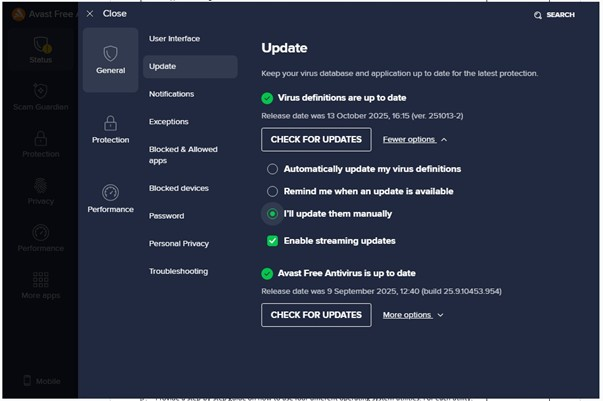 Avast Free A
Close
SEARCH
Status
Scam Guardian
Protection
Privacy
Performance
More apps
Mobile
General
Protection
Performance
User Interface
Update
Notifications
Exceptions
Blocked & Allowed
apps
Blocked devices
Password
Personal Privacy
Troubleshooting
Update
Keep your virus database and application up to date for the latest protection.
Virus definitions are up to date
Release date was 13 October 2025, 16:15 (ver. 251013-2)
CHECK FOR UPDATES
Fewer options
Automatically update my virus definitions
Remind me when an update is available
I'll update them manually
Enable streaming updates
Avast Free Antivirus is up to date
Release date was 9 September 2025, 12:40 (build 25.9.10453.954)
CHECK FOR UPDATES
More options
Provide a step-by-step guide on how to use four different operating system utilities. For each utility,